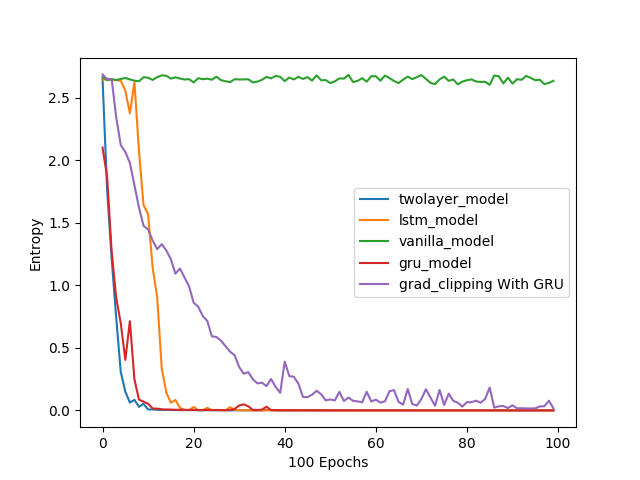 2.5
2.0
1.5
1.0
0.5
0.0
Entropy
twolayer_model
lstm_model
vanilla_model
gru_model
grad_clipping With GRU
0 20 40 60 80 100
100 Epochs